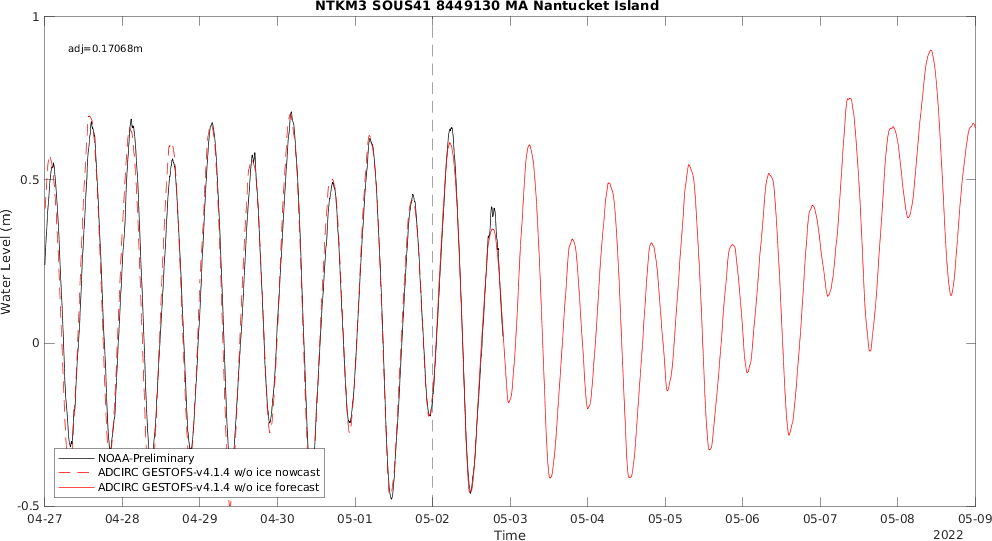 NTKM3 SOUS41 8449130 MA Nantucket Island
adj=0.17068m
Water Level (m)
1
0.5
0
-0.5
NOAA-Preliminary
ADCIRC GESTOFS-v4.1.4 w/o ice nowcast
ADCIRC GESTOFS-v4.1.4 w/o ice forecast
04-27 04-28 04-29 04-30 05-01 05-02 05-03 05-04 05-05 05-06 05-07 05-08 05-09
Time
2022